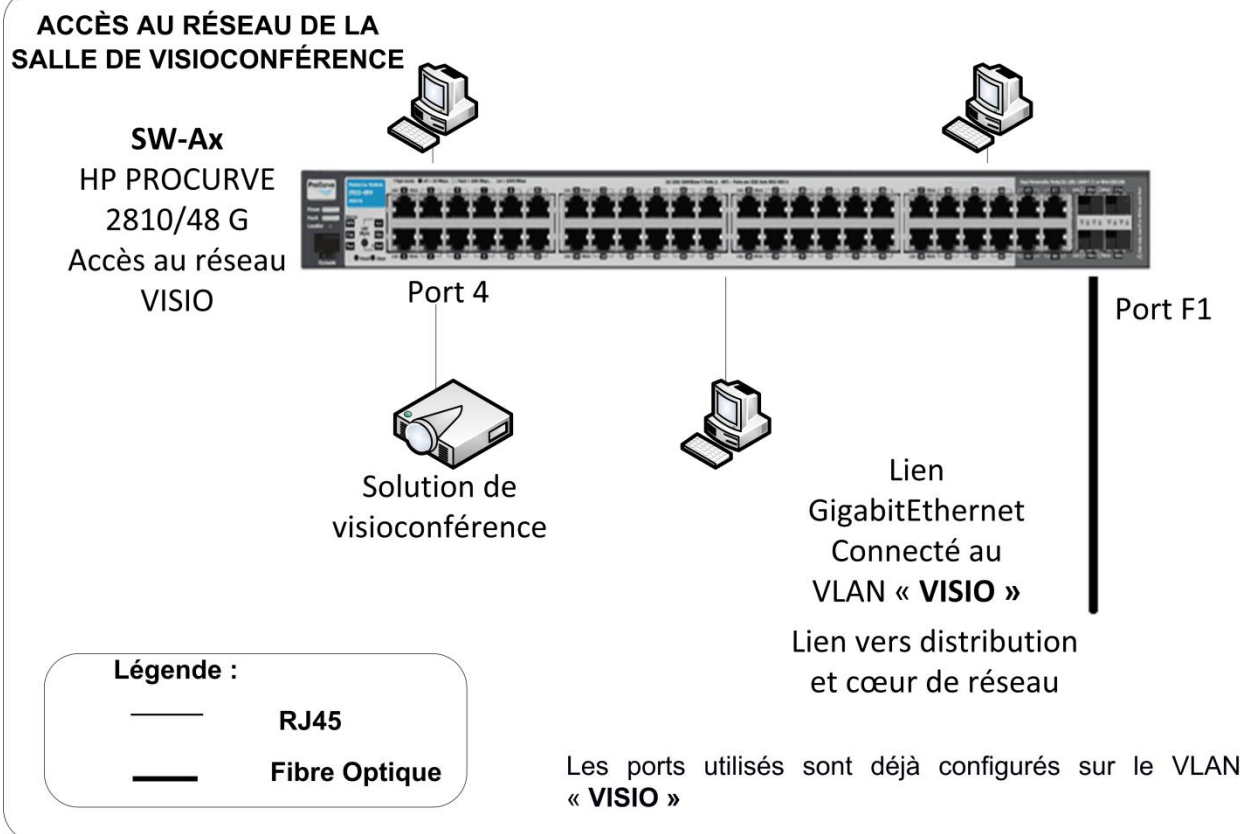 ACCÈS AU RÉSEAU DE LA
SALLE DE VISIOCONFÉRENCE
SW-Ax
HP PROCURVE
2810/48 G
Accès au réseau
VISIO
Port 4
Port F1
Solution de
visioconférence
Lien
GigabitEthernet
Connecté au
VLAN « VISIO »
Lien vers distribution
et cœur de réseau
Légende :
RJ45
Fibre Optique
Les ports utilisés sont déjà configurés sur le VLAN
« VISIO »